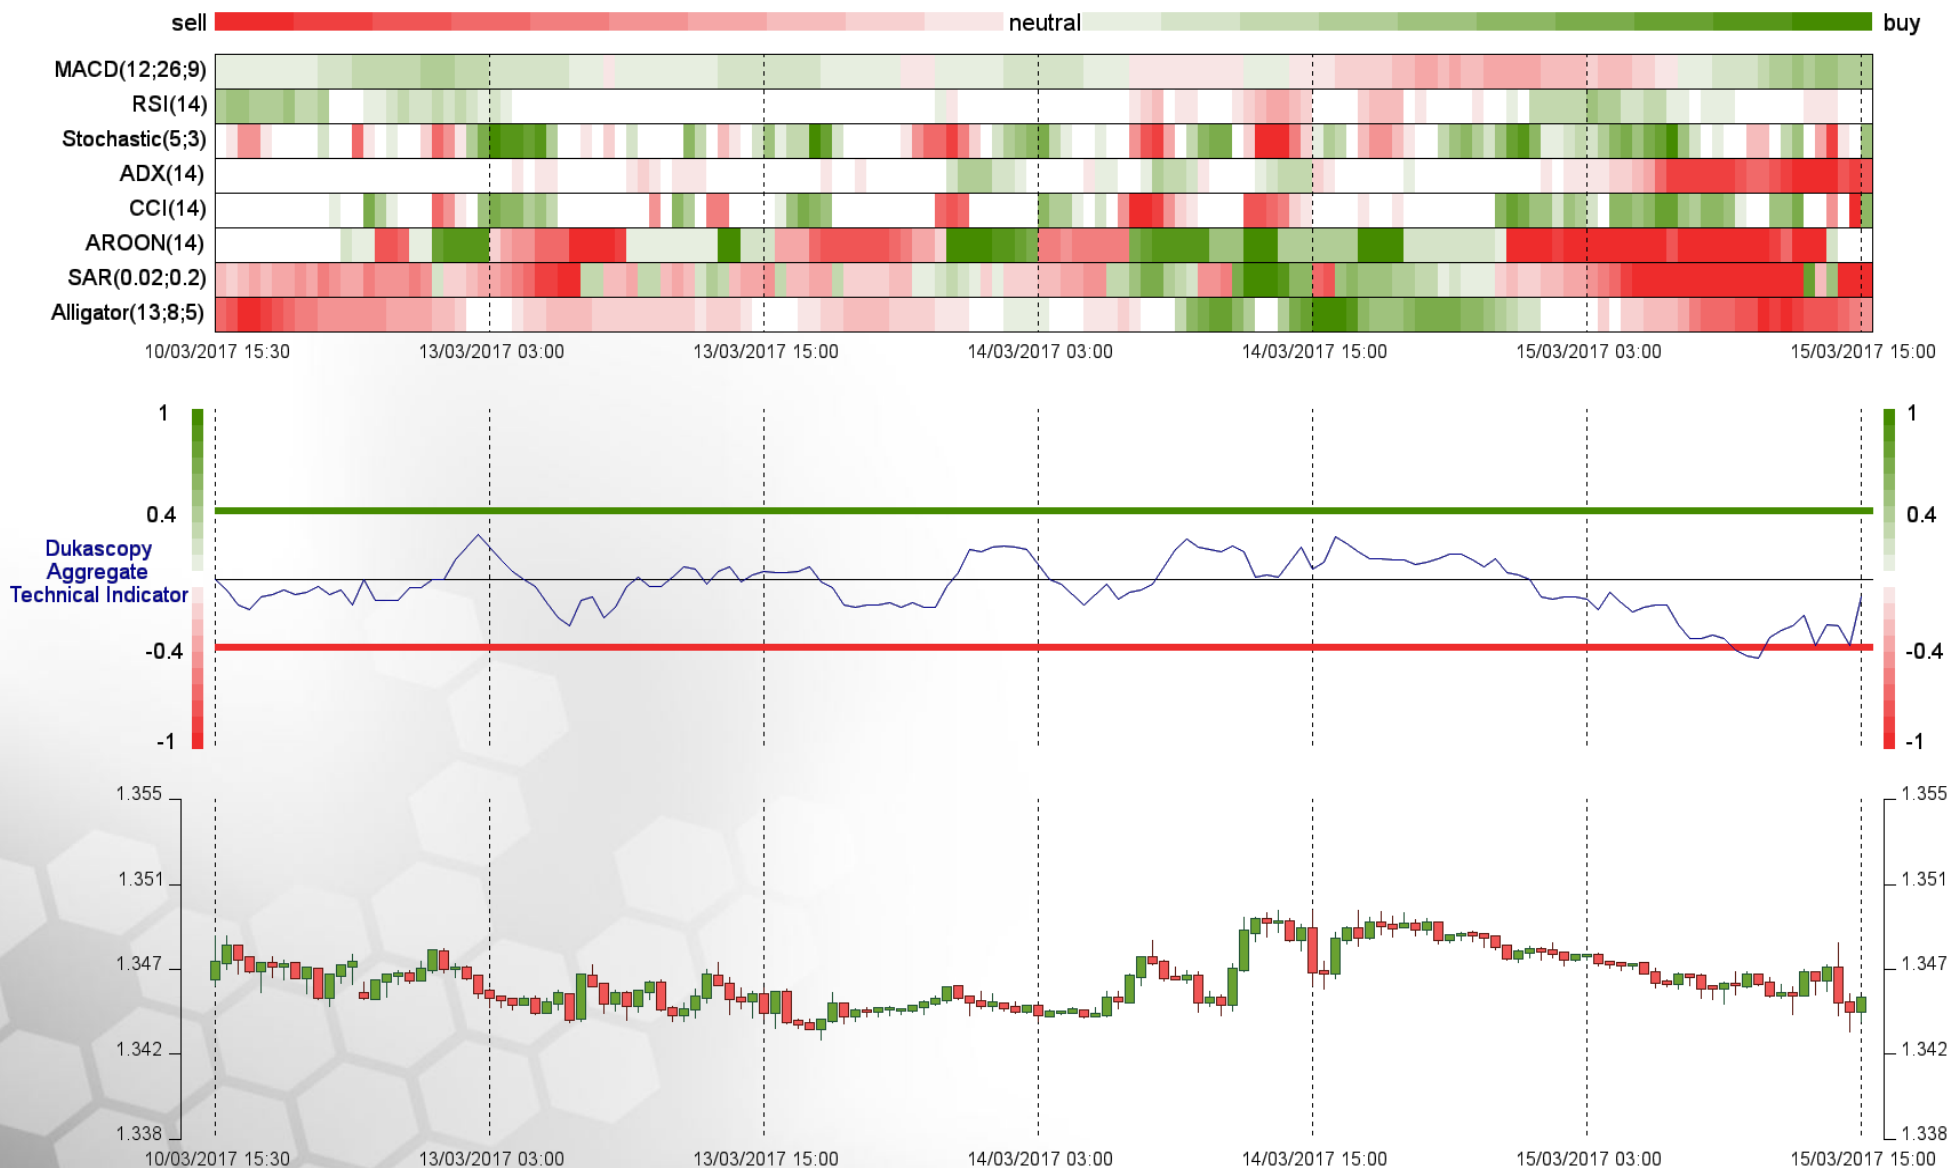 sell neutral buy
MACD(12;26;9)
RSI(14)
Stochastic(5;3)
ADX(14)
CCI(14)
AROON(14)
SAR(0.02;0.2)
Alligator(13;8;5)
10/03/2017 15:30 13/03/2017 03:00 13/03/2017 15:00 14/03/2017 03:00 14/03/2017 15:00 15/03/2017 03:00 15/03/2017 15:00
1 1
0.4 0.4
Dukascopy
Aggregate
Technical Indicator
-0.4 -0.4
-1 -1
1.355 1.355
1.351 1.351
1.347 1.347
1.342 1.342
1.338 1.338
10/03/2017 15:30 13/03/2017 03:00 13/03/2017 15:00 14/03/2017 03:00 14/03/2017 15:00 15/03/2017 03:00 15/03/2017 15:00